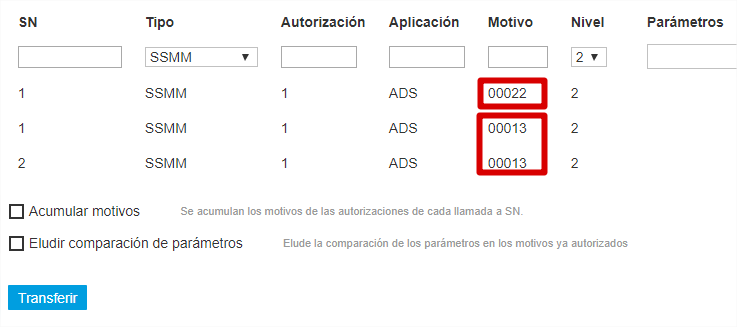 SN Tipo Autorización Aplicación Motivo Nivel Parámetros
SSMM 2
1 SSMM 1 ADS 00022 2
1 SSMM 1 ADS 00013 2
2 SSMM 1 ADS 00013 2
Acumular motivos Se acumulan los motivos de las autorizaciones de cada llamada a SN.
Eludir comparación de parámetros Elude la comparación de los parámetros en los motivos ya autorizados
Transferir